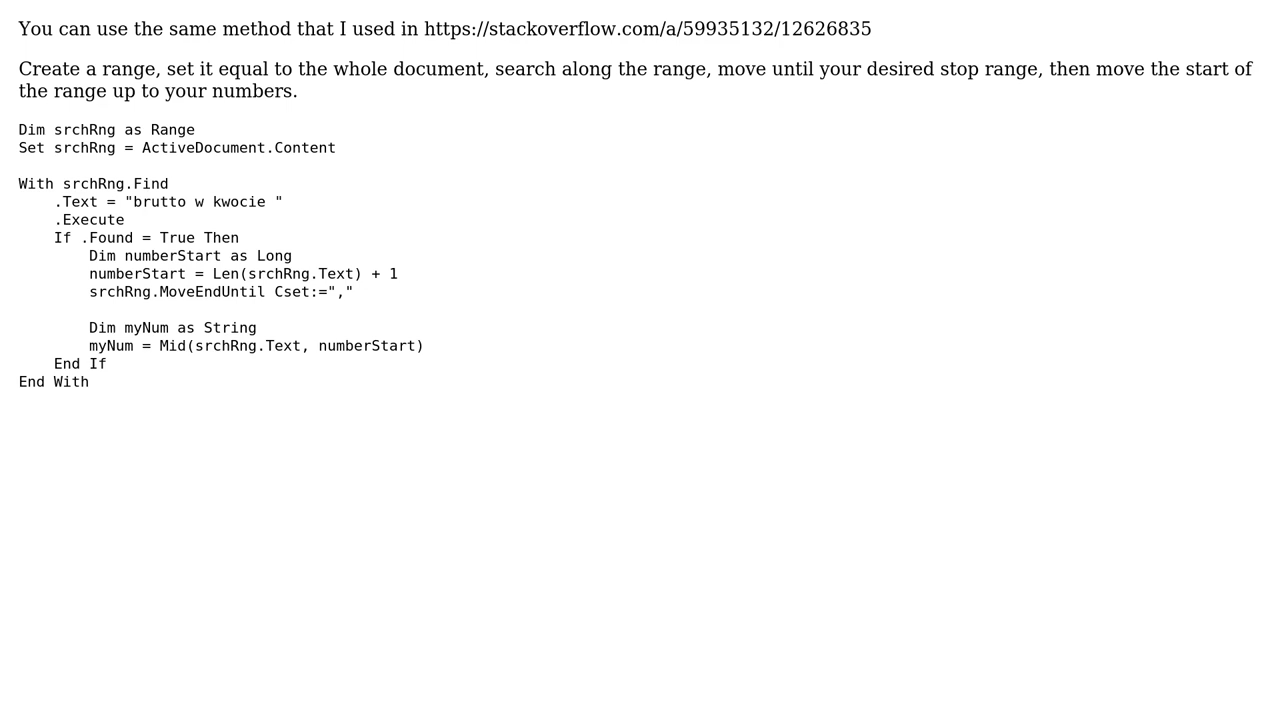 You can use the same method that I used in https://stackoverflow.com/a/59935132/12626835
Create a range, set it equal to the whole document, search along the range, move until your desired stop range, then move the start of
the range up to your numbers.
Dim srchRng as Range
Set srchRng = ActiveDocument.Content

With srchRng.Find
    .Text = "brutto w kwocie "
    .Execute
    If .Found = True Then
        Dim numberStart as Long
        numberStart = Len(srchRng.Text) + 1
        srchRng.MoveEndUntil Cset:=","

        Dim myNum as String
        myNum = Mid(srchRng.Text, numberStart)
    End If
End With